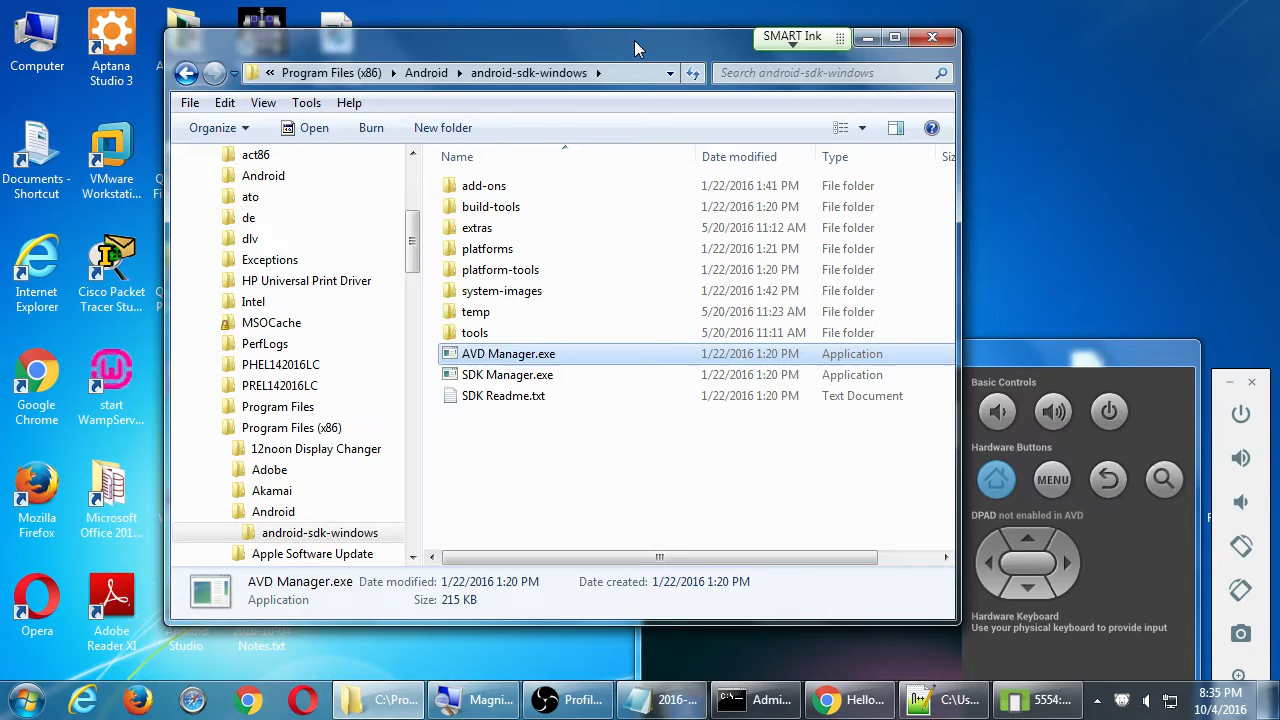 Computer
Aptana
Studio 3
Documents -
Shortcut
VMware
Workstati...
Internet
Explorer
Cisco Packet
Tracer Stu...
Google
Chrome
start
WampServ...
Mozilla
Firefox
Microsoft
Office 201...
Opera
Adobe
Reader XI
Studio
Notes.txt
SMART Ink
« Program Files (x86) Android android-sdk-windows
Search android-sdk-windows
File Edit View Tools Help
Organize Open Burn New folder
act86
Android
ato
de
dlv
Exceptions
HP Universal Print Driver
Intel
MSOCache
PerfLogs
PHEL142016LC
PREL142016LC
Program Files
Program Files (x86)
12noon Display Changer
Adobe
Akamai
Android
android-sdk-windows
Apple Software Update
Name Date modified Type Siz
add-ons 1/22/2016 1:41 PM File folder
build-tools 1/22/2016 1:20 PM File folder
extras 5/20/2016 11:12 AM File folder
platforms 1/22/2016 1:21 PM File folder
platform-tools 1/22/2016 1:20 PM File folder
system-images 1/22/2016 1:42 PM File folder
temp 5/20/2016 11:23 AM File folder
tools 5/20/2016 11:11 AM File folder
AVD Manager.exe 1/22/2016 1:20 PM Application
SDK Manager.exe 1/22/2016 1:20 PM Application
SDK Readme.txt 1/22/2016 1:20 PM Text Document
AVD Manager.exe Date modified: 1/22/2016 1:20 PM Date created: 1/22/2016 1:20 PM
Application Size: 215 KB
Basic Controls
Hardware Buttons
MENU
DPAD not enabled in AVD
Hardware Keyboard
Use your physical keyboard to provide input
C:\Pro...
Magni...
Profil...
2016-...
Admi...
Hello...
C:\Us...
5554:...
8:35 PM
10/4/2016